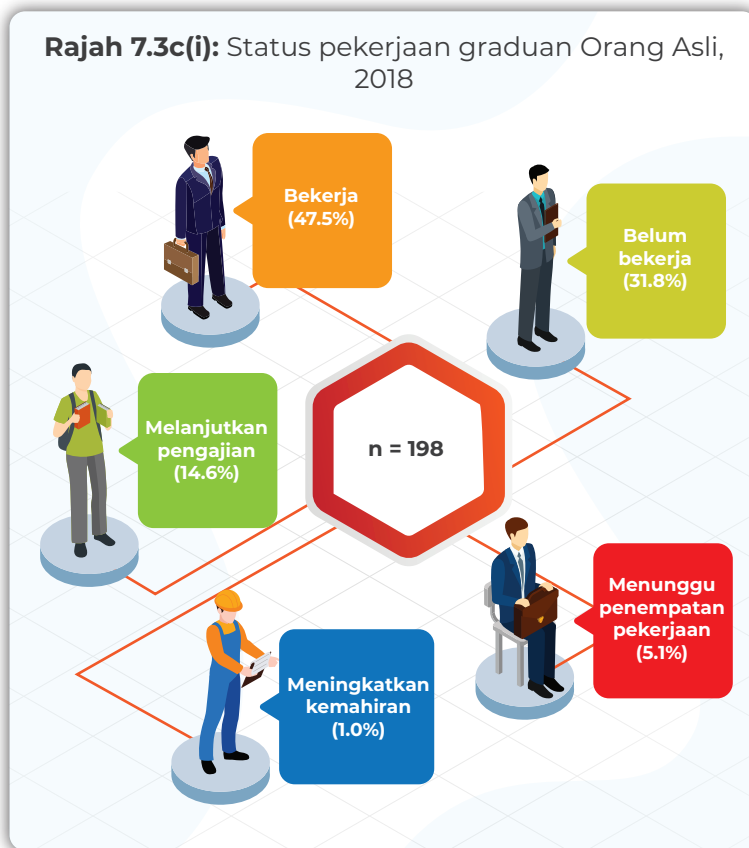 Rajah 7.3c(i): Status pekerjaan graduan Orang Asli,
2018
Bekerja
(47.5%)
Belum
bekerja
(31.8%)
Melanjutkan
pengajian
(14.6%)
n = 198
Menunggu
penempatan
pekerjaan
(5.1%)
Meningkatkan
kemahiran
(1.0%)